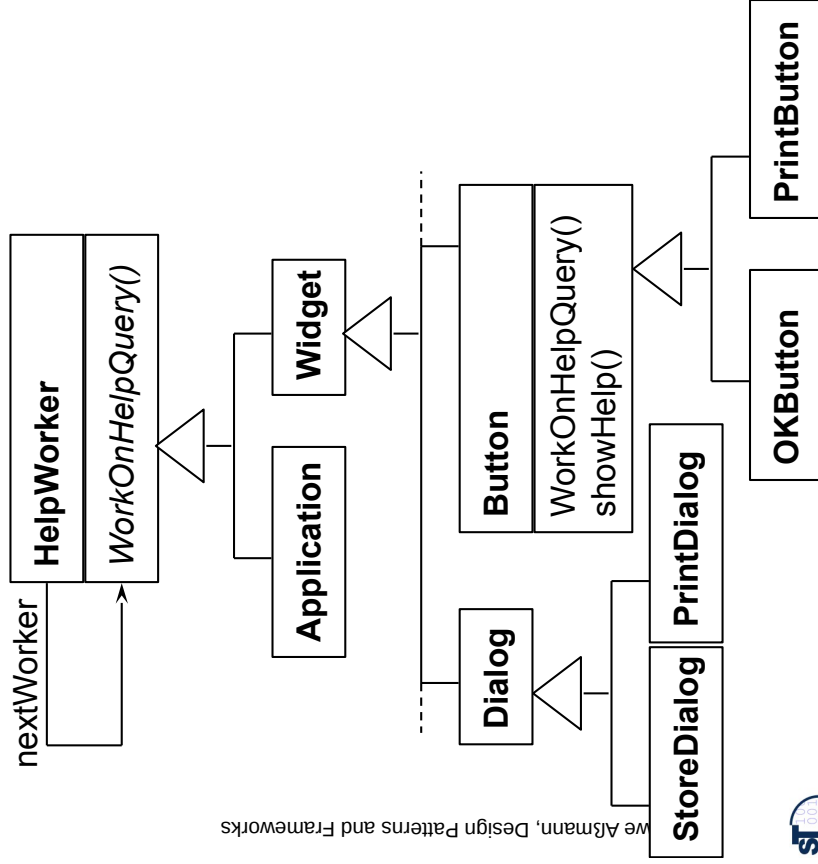 nextWorker
HelpWorker
WorkOnHelpQuery()
Application
Widget
Dialog
Button
WorkOnHelpQuery()
showHelp()
StoreDialog
PrintDialog
OKButton
PrintButton
we Aßmann, Design Patterns and Frameworks